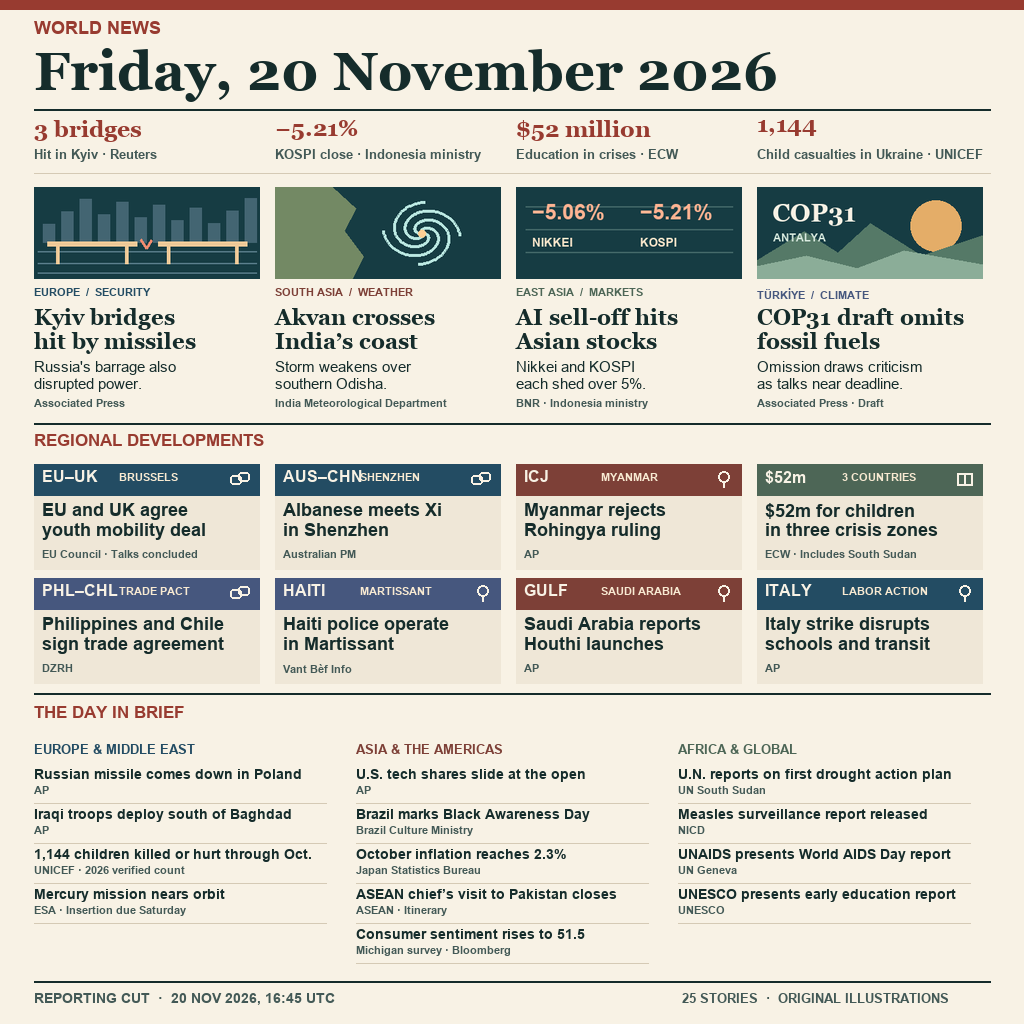 WORLD NEWS
Friday, 20 November 2026
3 bridges
Hit in Kyiv · Reuters
−5.21%
KOSPI close · Indonesia ministry
$52 million
Education in crises · ECW
1,144
Child casualties in Ukraine · UNICEF
−5.06%
NIKKEI
−5.21%
KOSPI
COP31
ANTALYA
EUROPE / SECURITY
Kyiv bridges
hit by missiles
Russia's barrage also
disrupted power.
Associated Press
SOUTH ASIA / WEATHER
Akvan crosses
India’s coast
Storm weakens over
southern Odisha.
India Meteorological Department
EAST ASIA / MARKETS
AI sell-off hits
Asian stocks
Nikkei and KOSPI
each shed over 5%.
BNR · Indonesia ministry
TÜRKİYE / CLIMATE
COP31 draft omits
fossil fuels
Omission draws criticism
as talks near deadline.
Associated Press · Draft
REGIONAL DEVELOPMENTS
EU–UK BRUSSELS
EU and UK agree
youth mobility deal
EU Council · Talks concluded
AUS–CHN SHENZHEN
Albanese meets Xi
in Shenzhen
Australian PM
ICJ MYANMAR
Myanmar rejects
Rohingya ruling
AP
$52m 3 COUNTRIES
$52m for children
in three crisis zones
ECW · Includes South Sudan
PHL–CHL TRADE PACT
Philippines and Chile
sign trade agreement
DZRH
HAITI MARTISSANT
Haiti police operate
in Martissant
Vant Bèf Info
GULF SAUDI ARABIA
Saudi Arabia reports
Houthi launches
AP
ITALY LABOR ACTION
Italy strike disrupts
schools and transit
AP
THE DAY IN BRIEF
EUROPE & MIDDLE EAST
Russian missile comes down in Poland
AP
Iraqi troops deploy south of Baghdad
AP
1,144 children killed or hurt through Oct.
UNICEF · 2026 verified count
Mercury mission nears orbit
ESA · Insertion due Saturday
ASIA & THE AMERICAS
U.S. tech shares slide at the open
AP
Brazil marks Black Awareness Day
Brazil Culture Ministry
October inflation reaches 2.3%
Japan Statistics Bureau
ASEAN chief’s visit to Pakistan closes
ASEAN · Itinerary
Consumer sentiment rises to 51.5
Michigan survey · Bloomberg
AFRICA & GLOBAL
U.N. reports on first drought action plan
UN South Sudan
Measles surveillance report released
NICD
UNAIDS presents World AIDS Day report
UN Geneva
UNESCO presents early education report
UNESCO
REPORTING CUT · 20 NOV 2026, 16:45 UTC
25 STORIES · ORIGINAL ILLUSTRATIONS